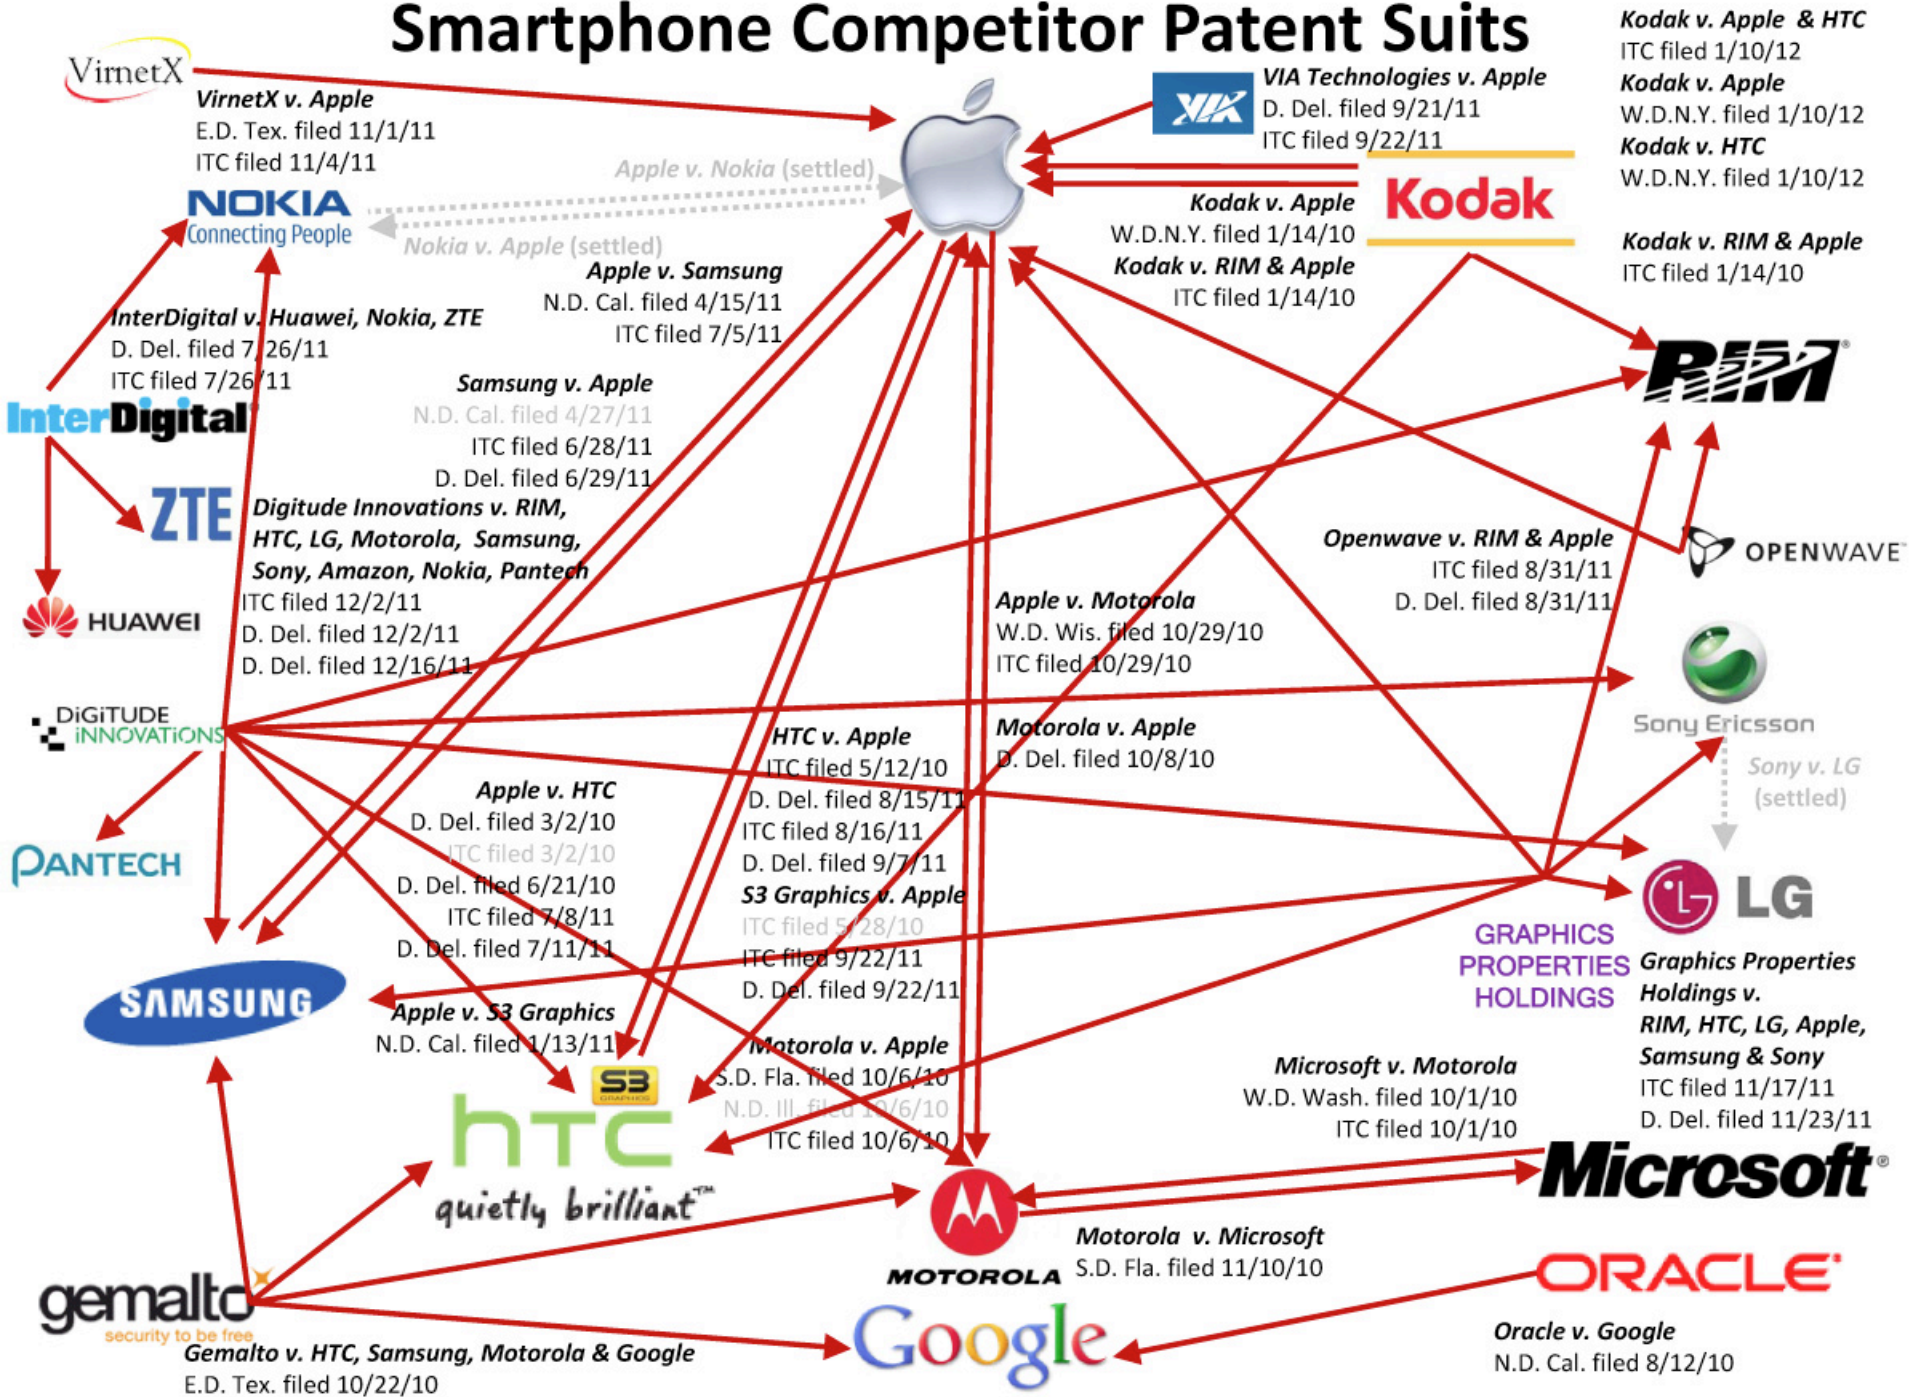 Smartphone Competitor Patent Suits
Kodak v. Apple & HTC
ITC filed 1/10/12
Kodak v. Apple
W.D.N.Y. filed 1/10/12
Kodak v. HTC
W.D.N.Y. filed 1/10/12
Kodak v. RIM & Apple
ITC filed 1/14/10
VirnetX
VirnetX v. Apple
E.D. Tex. filed 11/1/11
ITC filed 11/4/11
VIA
VIA Technologies v. Apple
D. Del. filed 9/21/11
ITC filed 9/22/11
Kodak
Kodak v. Apple
W.D.N.Y. filed 1/14/10
Kodak v. RIM & Apple
ITC filed 1/14/10
Apple v. Nokia (settled)
Nokia v. Apple (settled)
NOKIA
Connecting People
Apple v. Samsung
N.D. Cal. filed 4/15/11
ITC filed 7/5/11
InterDigital v. Huawei, Nokia, ZTE
D. Del. filed 7/26/11
ITC filed 7/26/11
InterDigital
Samsung v. Apple
N.D. Cal. filed 4/27/11
ITC filed 6/28/11
D. Del. filed 6/29/11
RIM®
ZTE
Digitude Innovations v. RIM,
HTC, LG, Motorola, Samsung,
Sony, Amazon, Nokia, Pantech
ITC filed 12/2/11
D. Del. filed 12/2/11
D. Del. filed 12/16/11
HUAWEI
Openwave v. RIM & Apple
ITC filed 8/31/11
D. Del. filed 8/31/11
OPENWAVE™
Apple v. Motorola
W.D. Wis. filed 10/29/10
ITC filed 10/29/10
Sony Ericsson
DiGiTUDE
iNNOVATiONS
Motorola v. Apple
D. Del. filed 10/8/10
Sony v. LG
(settled)
HTC v. Apple
ITC filed 5/12/10
D. Del. filed 8/15/11
ITC filed 8/16/11
D. Del. filed 9/7/11
S3 Graphics v. Apple
ITC filed 5/28/10
ITC filed 9/22/11
D. Del. filed 9/22/11
Apple v. HTC
D. Del. filed 3/2/10
ITC filed 3/2/10
D. Del. filed 6/21/10
ITC filed 7/8/11
D. Del. filed 7/11/11
PANTECH
LG
LG
SAMSUNG
Apple v. S3 Graphics
N.D. Cal. filed 1/13/11
GRAPHICS
PROPERTIES
HOLDINGS
Graphics Properties
Holdings v.
RIM, HTC, LG, Apple,
Samsung & Sony
ITC filed 11/17/11
D. Del. filed 11/23/11
S3
GRAPHICS
hTC
quietly brilliant™
Motorola v. Apple
S.D. Fla. filed 10/6/10
N.D. Ill. filed 10/6/10
ITC filed 10/6/10
Microsoft v. Motorola
W.D. Wash. filed 10/1/10
ITC filed 10/1/10
Microsoft®
MOTOROLA
Motorola v. Microsoft
S.D. Fla. filed 11/10/10
gemalto
security to be free
Gemalto v. HTC, Samsung, Motorola & Google
E.D. Tex. filed 10/22/10
Google
ORACLE
Oracle v. Google
N.D. Cal. filed 8/12/10